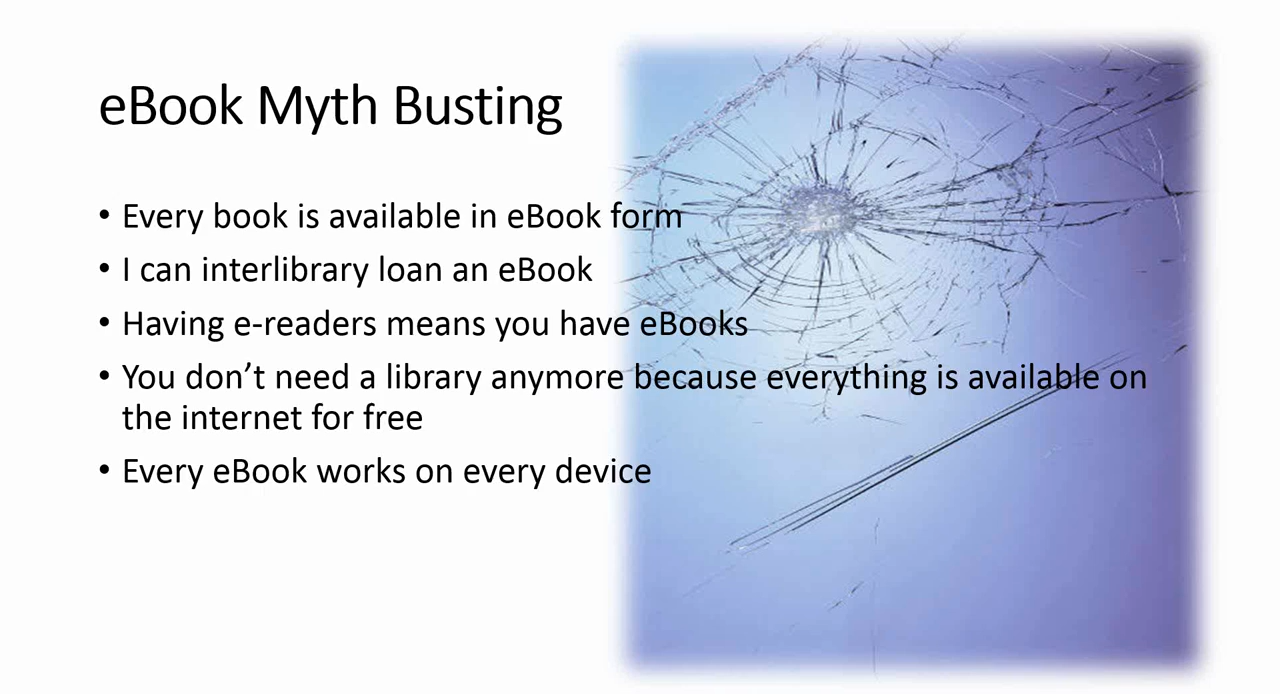 eBook Myth Busting
• Every book is available in eBook form
• I can interlibrary loan an eBook
• Having e-readers means you have eBooks
• You don’t need a library anymore because everything is available on
the internet for free
• Every eBook works on every device